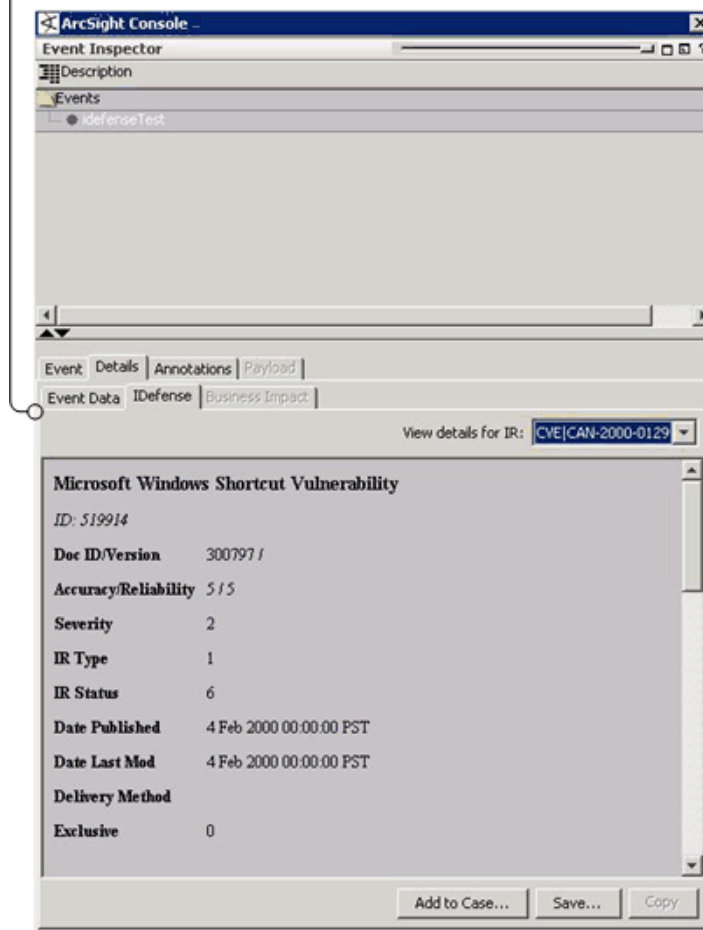 ArcSight Console -
Event Inspector
Description
Events
idefenseTest
Event Details Annotations Payload
Event Data IDefense Business Impact
View details for IR: CVE|CAN-2000-0129
Microsoft Windows Shortcut Vulnerability
ID: 519914
Doc ID/Version 300797 /
Accuracy/Reliability 5 / 5
Severity 2
IR Type 1
IR Status 6
Date Published 4 Feb 2000 00:00:00 PST
Date Last Mod 4 Feb 2000 00:00:00 PST
Delivery Method
Exclusive 0
Add to Case... Save... Copy